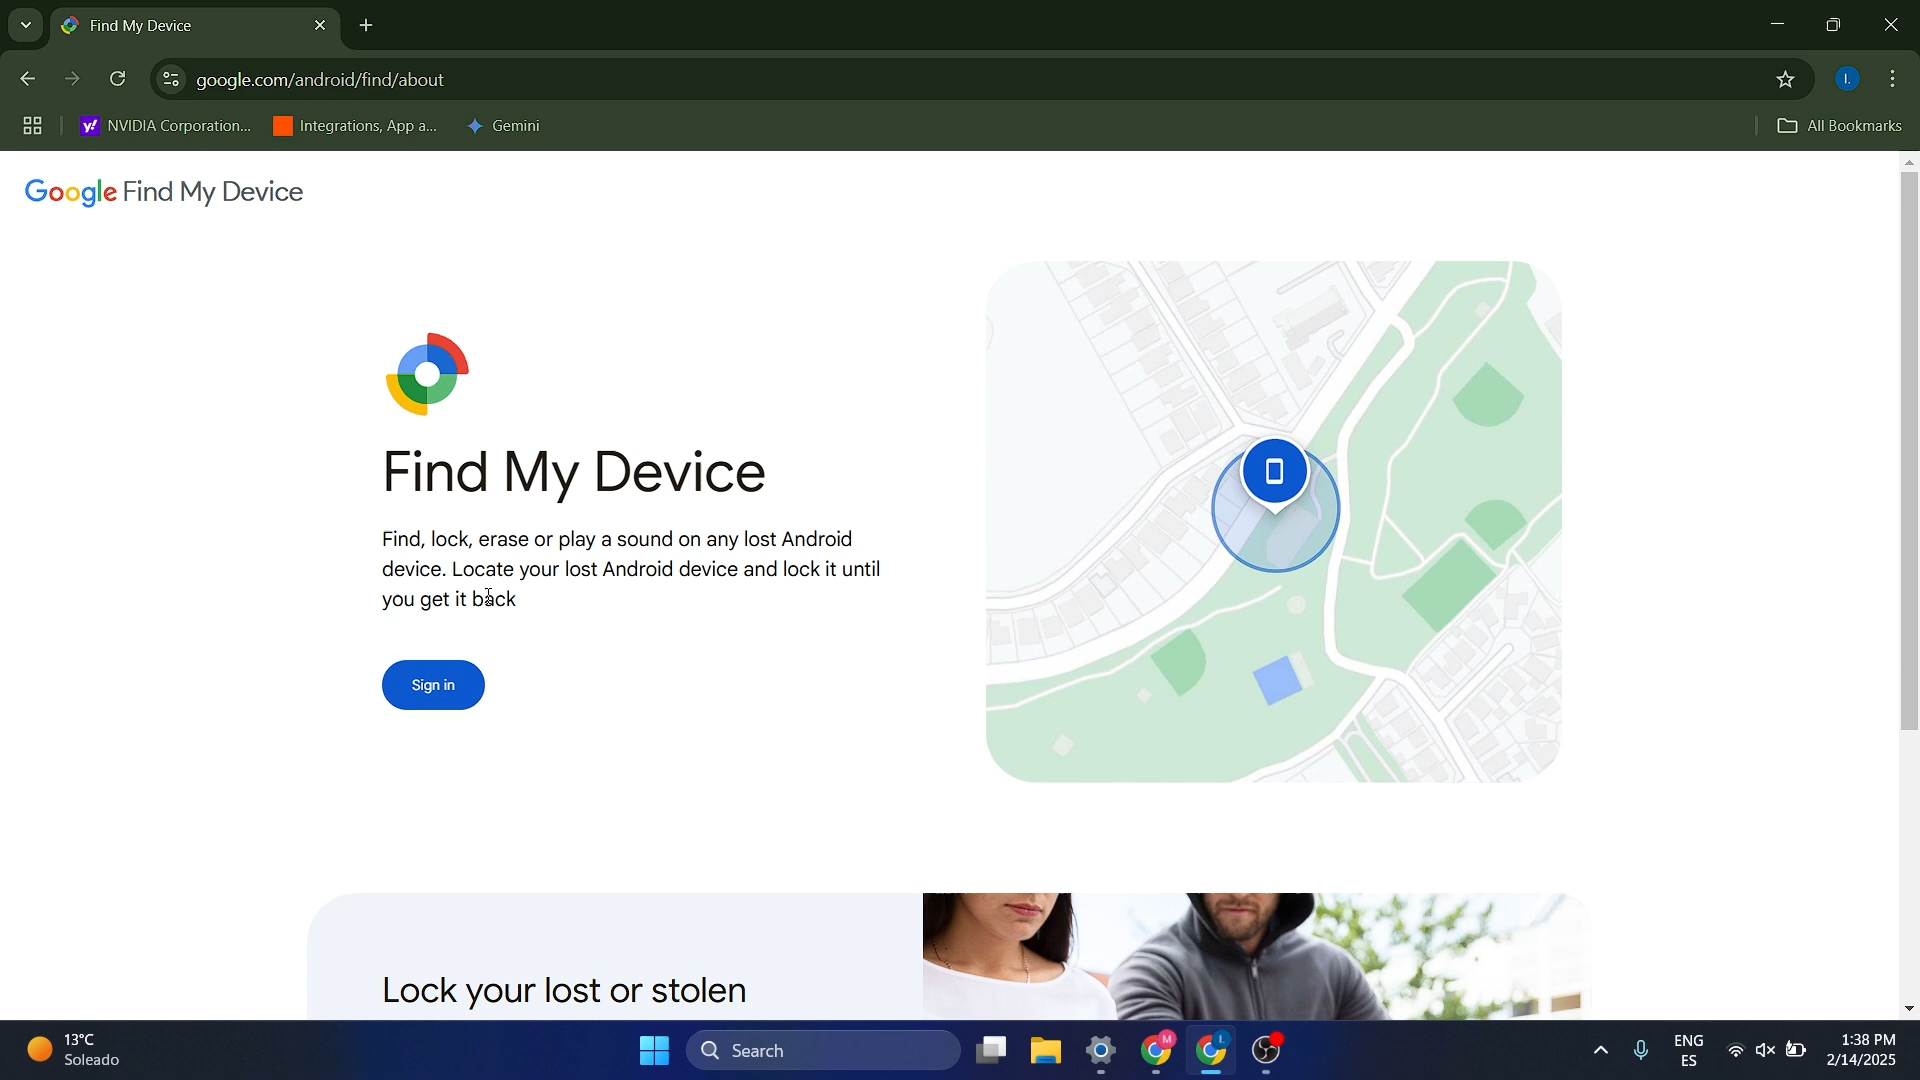 Find My Device
google.com/android/find/about
I.
NVIDIA Corporation...
Integrations, App a...
Gemini
All Bookmarks
Google Find My Device
Find My Device
Find, lock, erase or play a sound on any lost Android
device. Locate your lost Android device and lock it until
you get it back
Sign in
Lock your lost or stolen
13°C
Soleado
Search
M
I.
ENG
ES
1:38 PM
2/14/2025